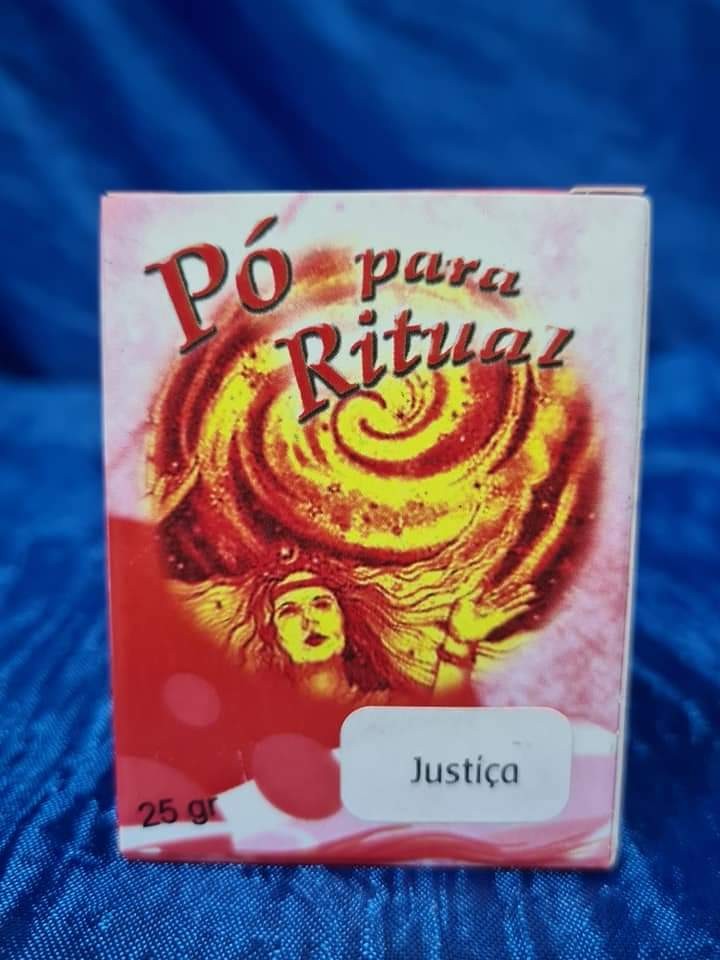 Pó para
Ritual
Justiça
25 gr